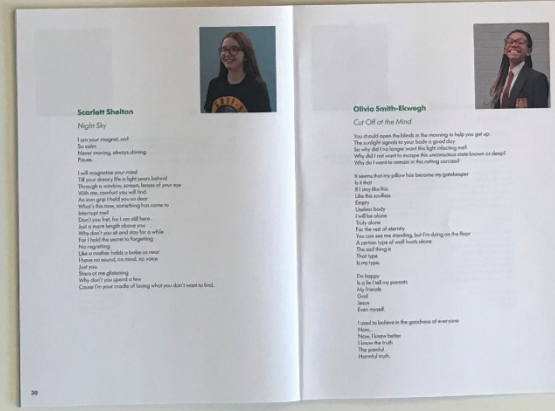 Scarlett Shelton
Night Sky
I am your magnet, no?
So calm
Never moving, always shining
Pause.
I will magnetise your mind
Till your dreary life is light years behind
Through a window, screen, lenses of your eye
With me, comfort you will find.
An iron grip I hold you so dear
What's this now, something has come to
Interrupt me?
Don't you fret, for I am still here.
Just a mere length above you
Why don't you sit and stay for a while
For I hold the secret to forgetting
No regretting
Like a mother holds a babe so near
I have no sound, no mind, no voice
Just you.
Stare at me glistening
Why don't you spend a few
Cause I'm your cradle of losing what you don't want to find.
30
Olivia Smith-Ekwegh
Cut Off at the Mind
You should open the blinds in the morning to help you get up.
The sunlight signals to your body a good day
So why did I no longer want this light infecting me?
Why did I not want to escape this unconscious state known as sleep?
Why do I want to remain in this rotting carcass?
It seems that my pillow has become my gatekeeper
Is it that
If I stay like this
Like this soulless
Empty
Useless body
I will be alone
Truly alone
For the rest of eternity
You can see me standing, but I'm dying on the floor
A certain type of wolf hunts alone
The sad thing is
That type
Is my type.
I'm happy
Is a lie I tell my parents
My friends
God
Jesus
Even myself.
I used to believe in the goodness of everyone
Now...
Now, I know better
I know the truth
The painful
Harmful truth.